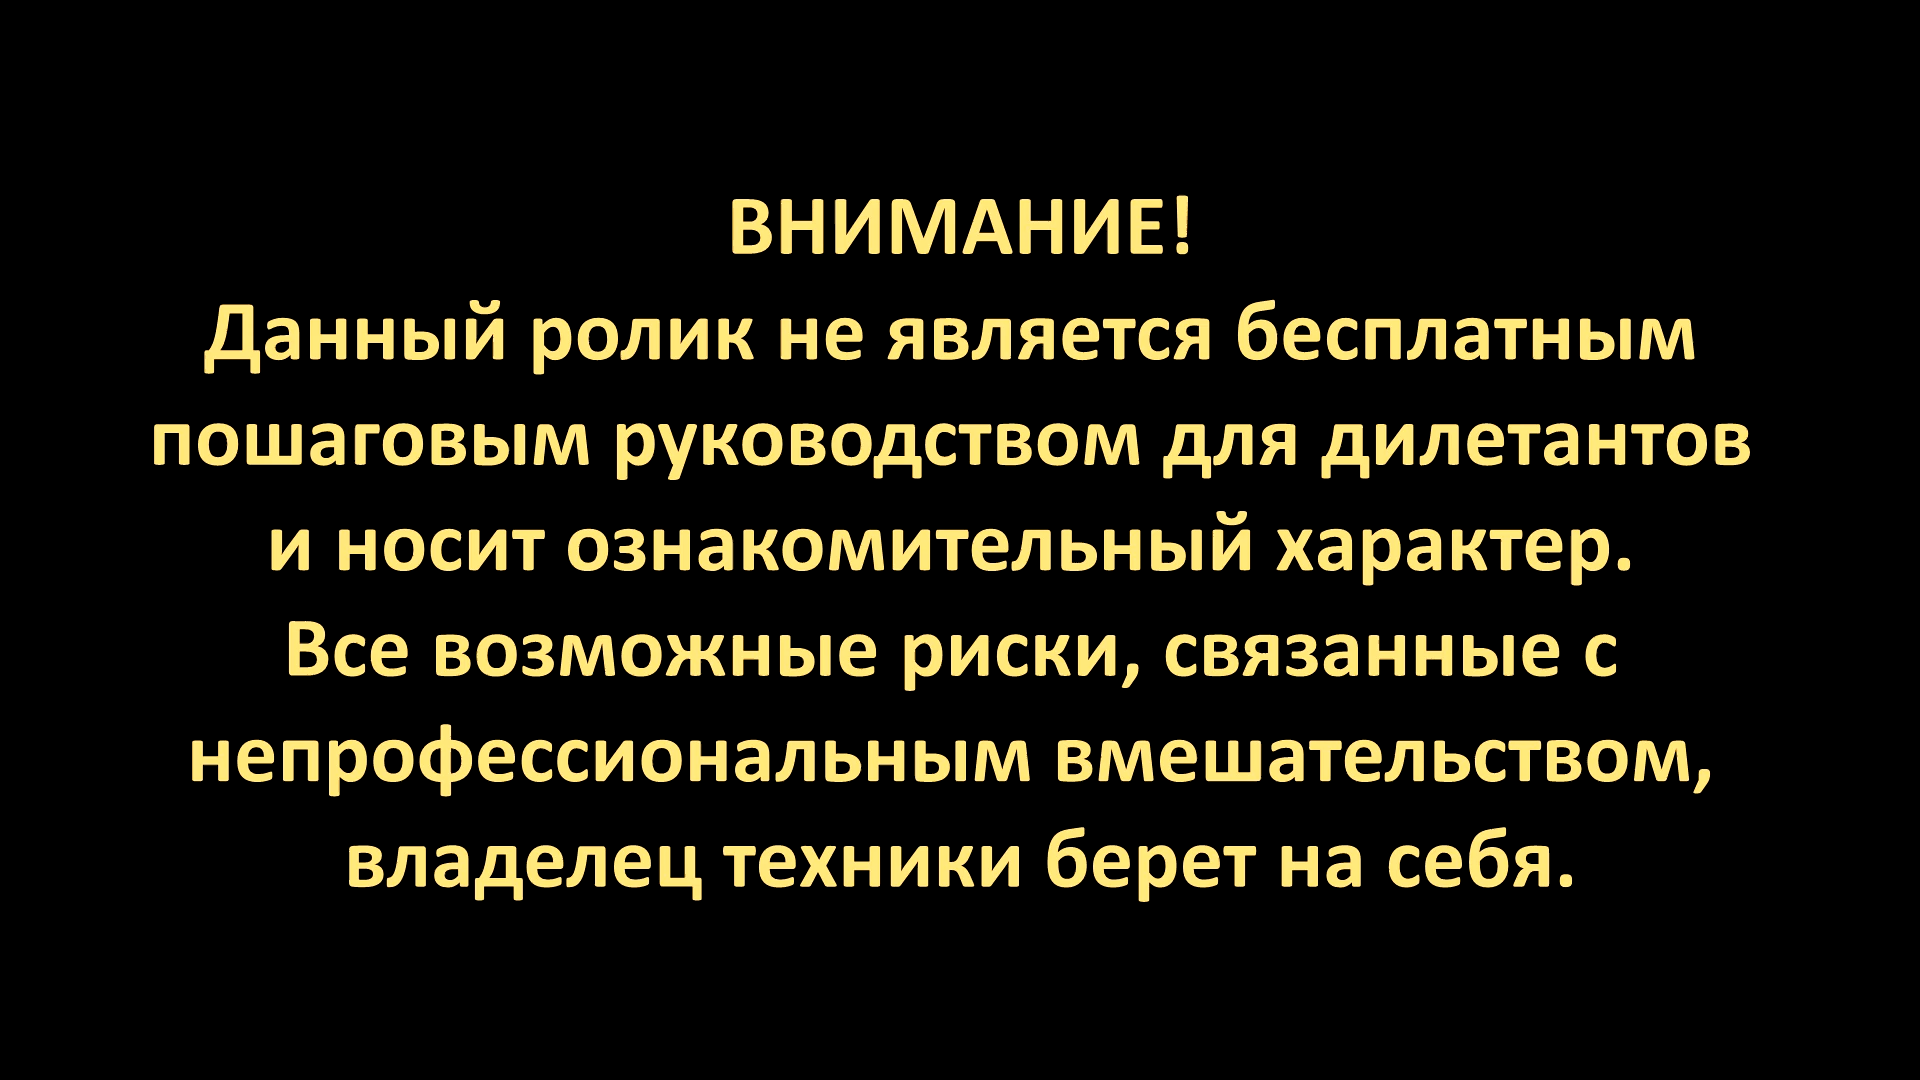 ВНИМАНИЕ!
Данный ролик не является бесплатным
пошаговым руководством для дилетантов
и носит ознакомительный характер.
Все возможные риски, связанные с
непрофессиональным вмешательством,
владелец техники берет на себя.